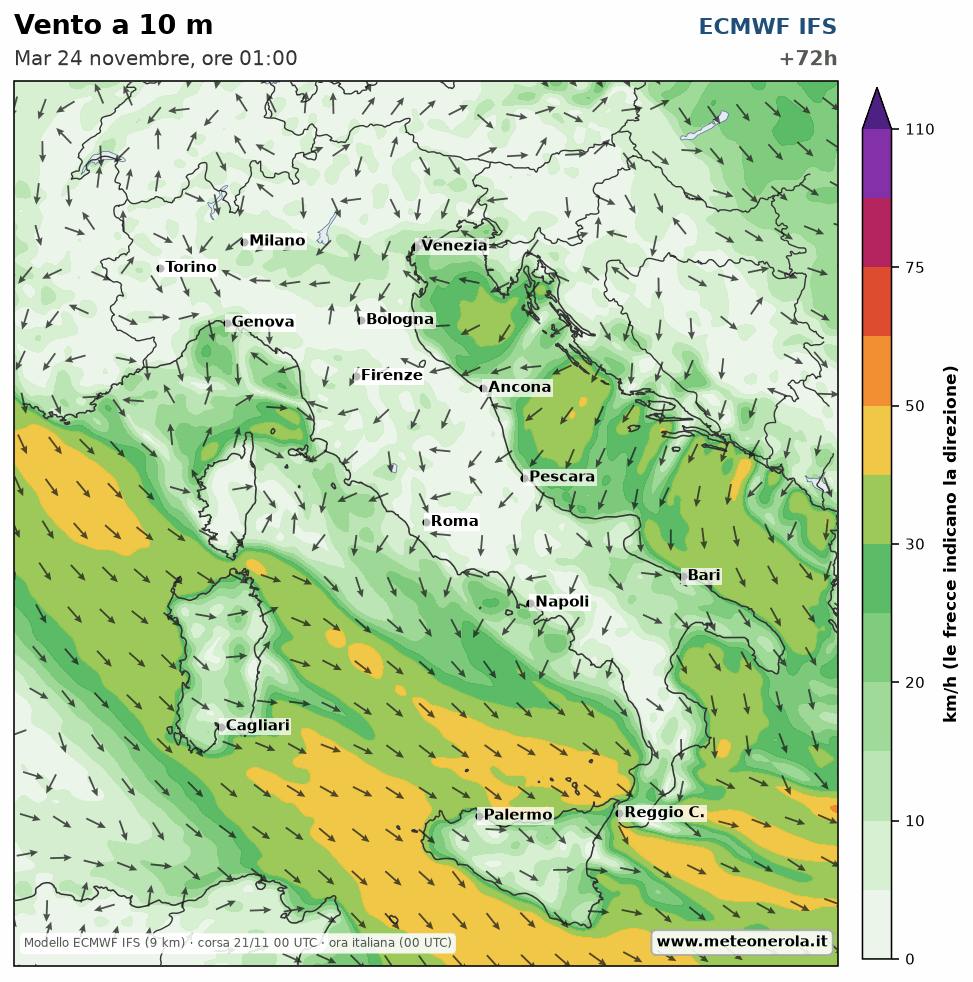 Vento a 10 m
ECMWF IFS
Mar 24 novembre, ore 01:00
+72h
110
75
50
30
20
10
0
km/h (le frecce indicano la direzione)
Milano
Venezia
Torino
Genova
Bologna
Firenze
Ancona
Pescara
Roma
Bari
Napoli
Cagliari
Palermo
Reggio C.
Modello ECMWF IFS (9 km) · corsa 21/11 00 UTC · ora italiana (00 UTC)
www.meteonerola.it